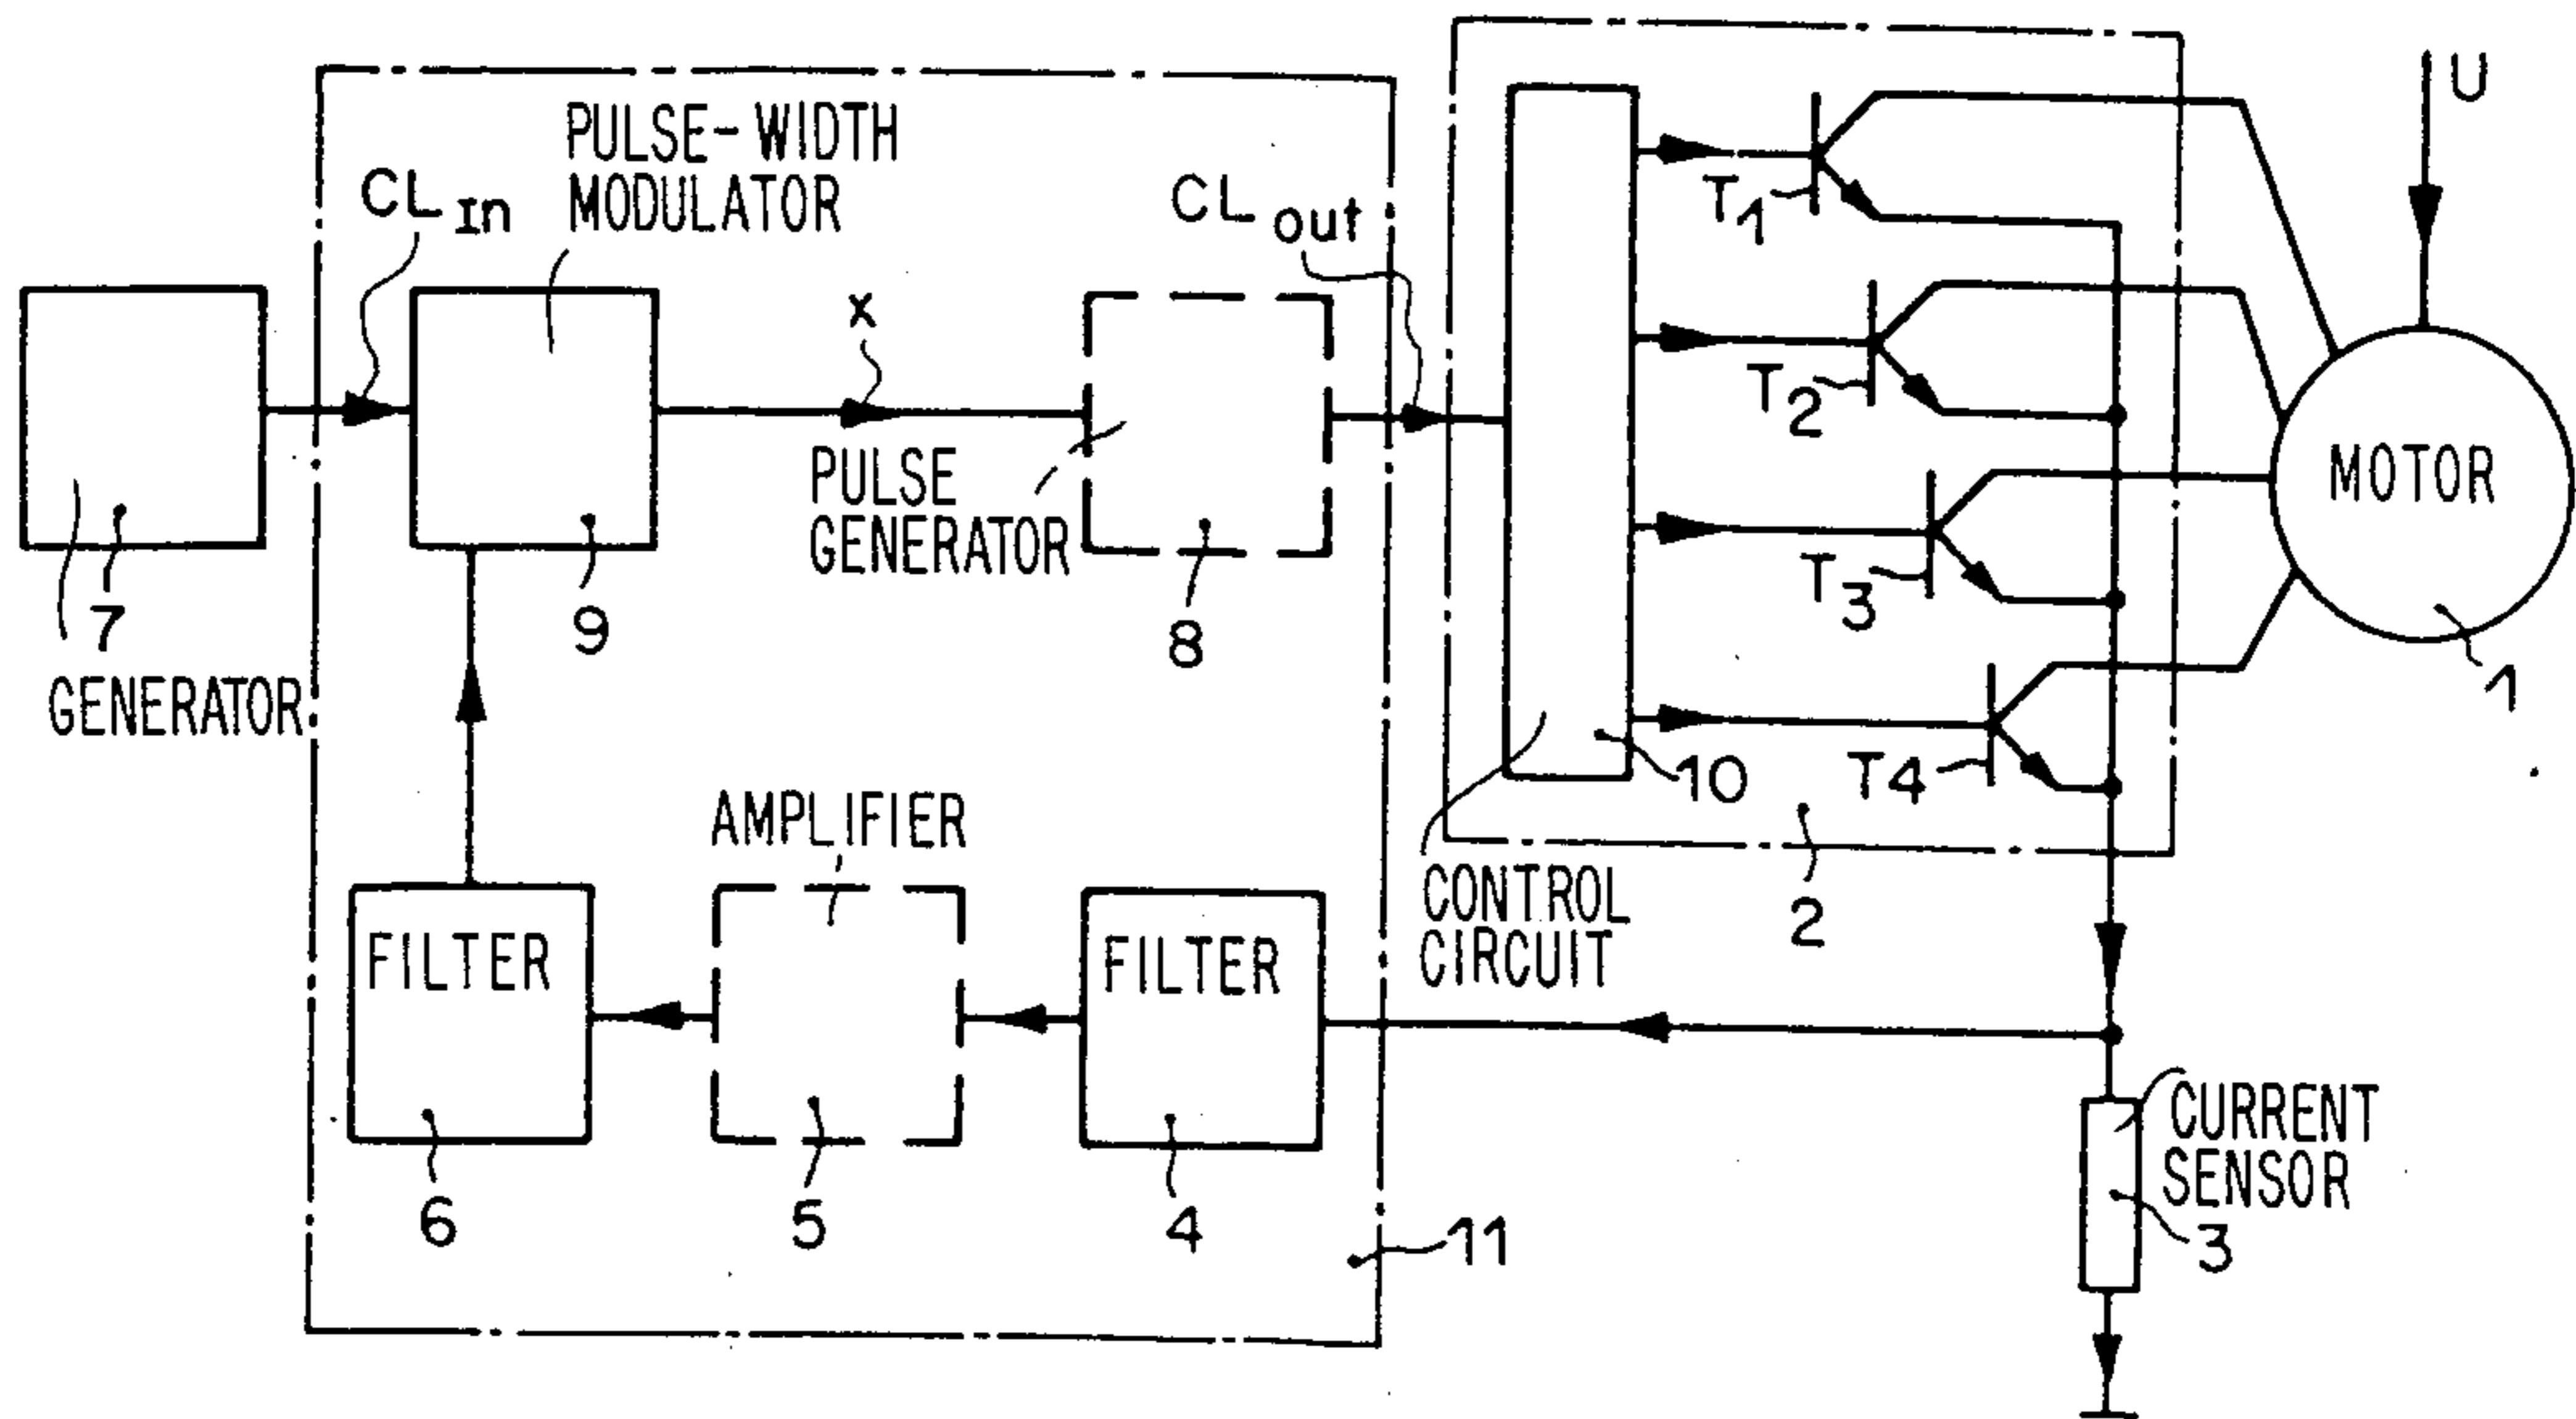 U
PULSE-WIDTH
MODULATOR
CL In
CL out
T1
T2
T3
T4
X
PULSE
GENERATOR
MOTOR
7
9
8
1
GENERATOR
10
AMPLIFIER
CONTROL
CIRCUIT
2
FILTER
FILTER
CURRENT
SENSOR
6
5
4
11
3